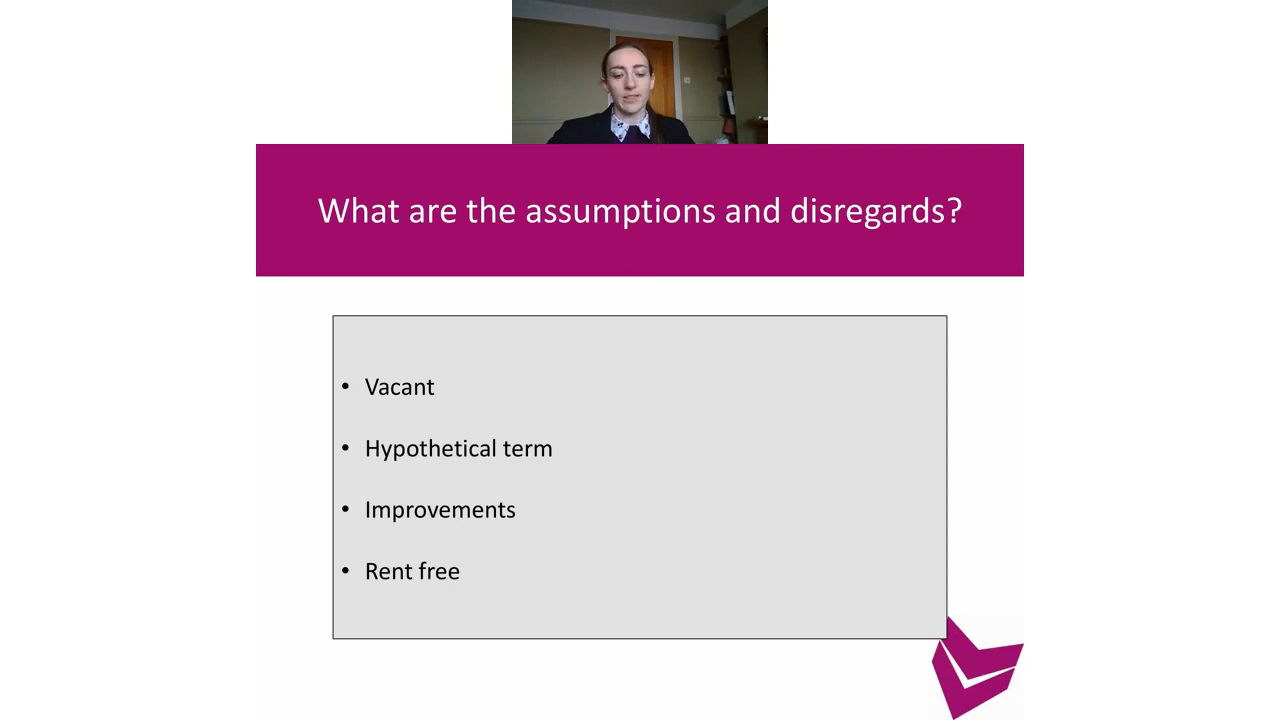 What are the assumptions and disregards?
• Vacant
• Hypothetical term
• Improvements
• Rent free